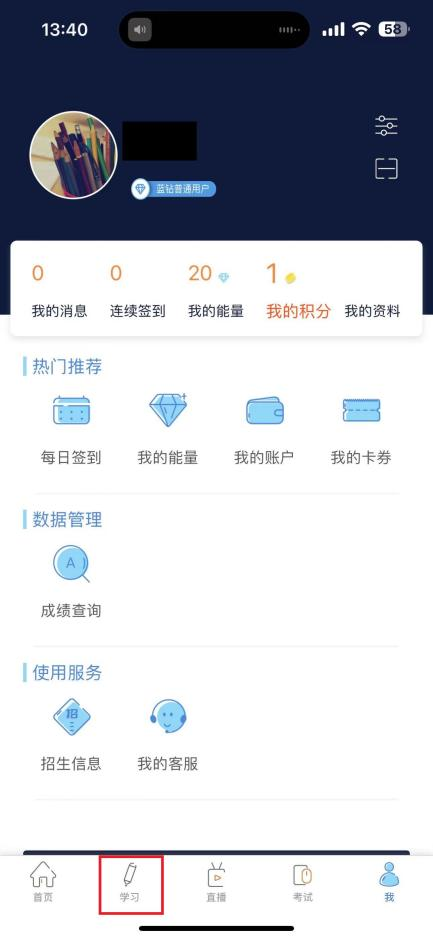 13:40
58
蓝钻普通用户
0 0 20 1
我的消息 连续签到 我的能量 我的积分 我的资料
热门推荐
每日签到 我的能量 我的账户 我的卡券
数据管理
A
成绩查询
使用服务
招
招生信息 我的客服
首页 学习 直播 考试 我